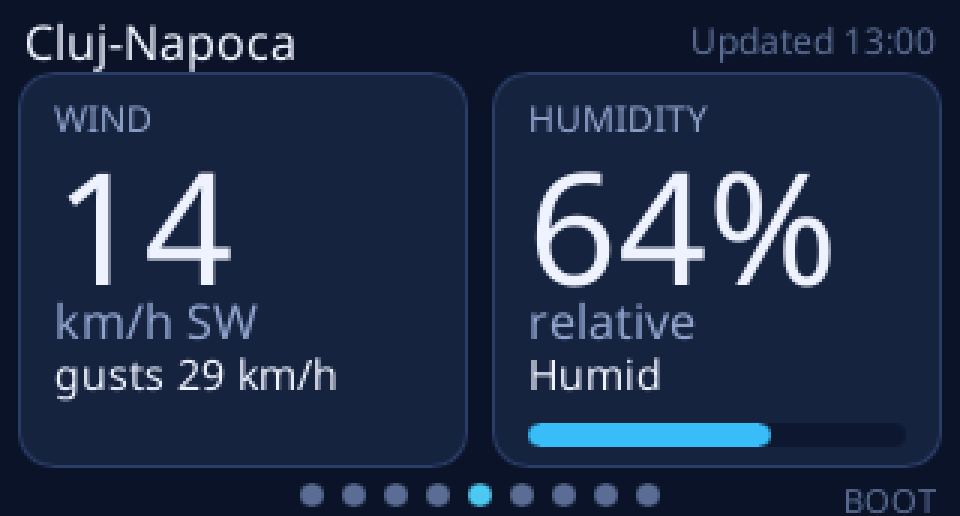 Cluj-Napoca
Updated 13:00
WIND
14
km/h SW
gusts 29 km/h
HUMIDITY
64%
relative
Humid
BOOT